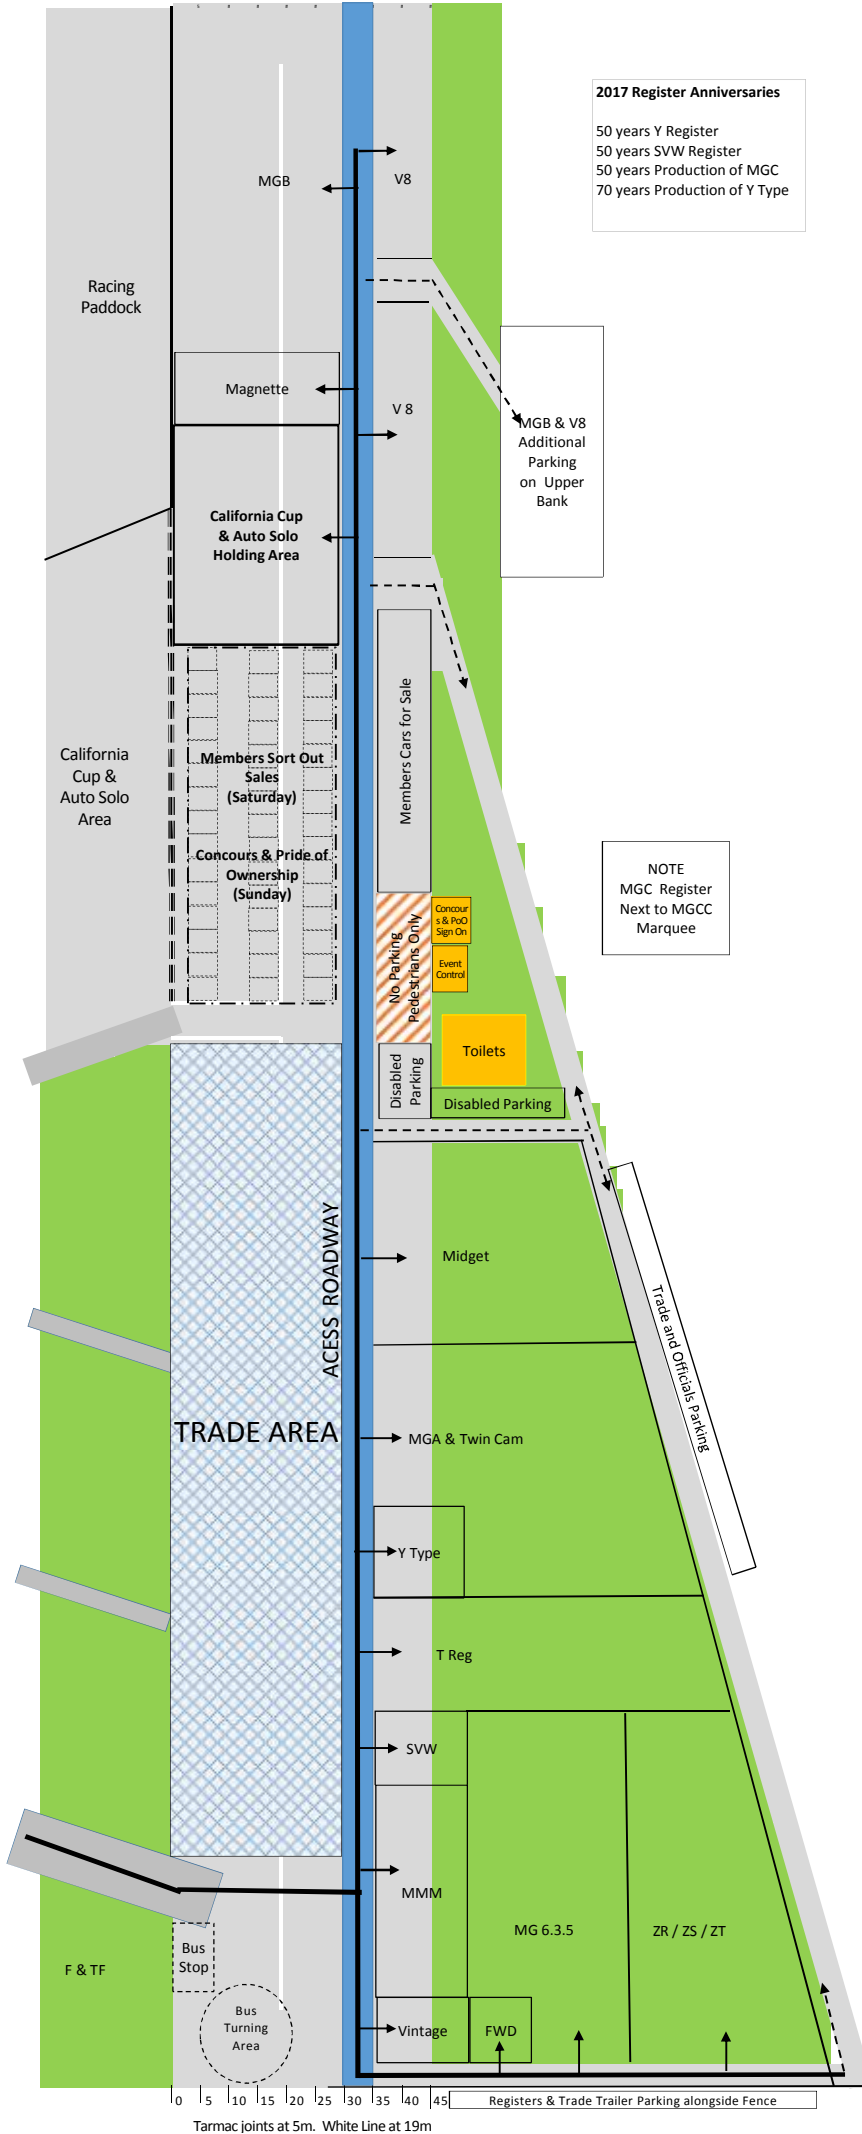 2017 Register Anniversaries
50 years Y Register
50 years SVW Register
50 years Production of MGC
70 years Production of Y Type
MGB
V8
Racing
Paddock
Magnette
V 8
MGB & V8
Additional
Parking
on Upper
Bank
California Cup
& Auto Solo
Holding Area
Members Cars for Sale
California
Cup &
Auto Solo
Area
Members Sort Out
Sales
(Saturday)
Concours & Pride of
Ownership
(Sunday)
NOTE
MGC Register
Next to MGCC
Marquee
No Parking
Pedestrians Only
Concour
s & PoO
Sign On
Event
Control
Toilets
Disabled
Parking
Disabled Parking
ACESS ROADWAY
Midget
Trade and Officials Parking
TRADE AREA
MGA & Twin Cam
Y Type
T Reg
SVW
MMM
MG 6.3.5
ZR / ZS / ZT
Bus
Stop
F & TF
Bus
Turning
Area
Vintage
FWD
0 5 10 15 20 25 30 35 40 45
Registers & Trade Trailer Parking alongside Fence
Tarmac joints at 5m. White Line at 19m